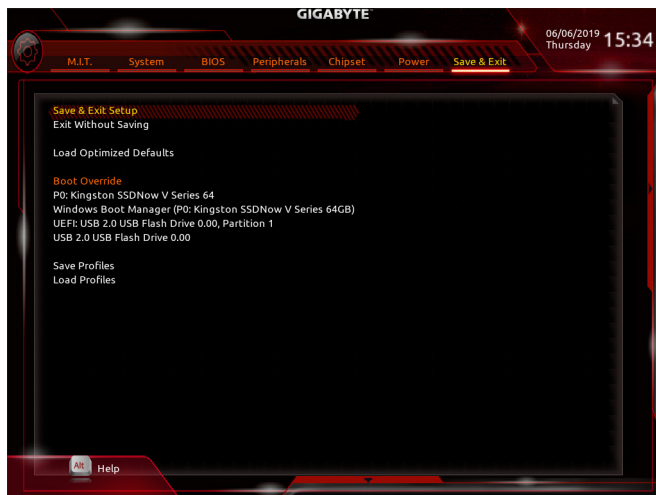 GIGABYTE™
06/06/2019
Thursday
15:34
M.I.T. System BIOS Peripherals Chipset Power Save & Exit
Save & Exit Setup
Exit Without Saving
Load Optimized Defaults
Boot Override
P0: Kingston SSDNow V Series 64
Windows Boot Manager (P0: Kingston SSDNow V Series 64GB)
UEFI: USB 2.0 USB Flash Drive 0.00, Partition 1
USB 2.0 USB Flash Drive 0.00
Save Profiles
Load Profiles
Alt Help